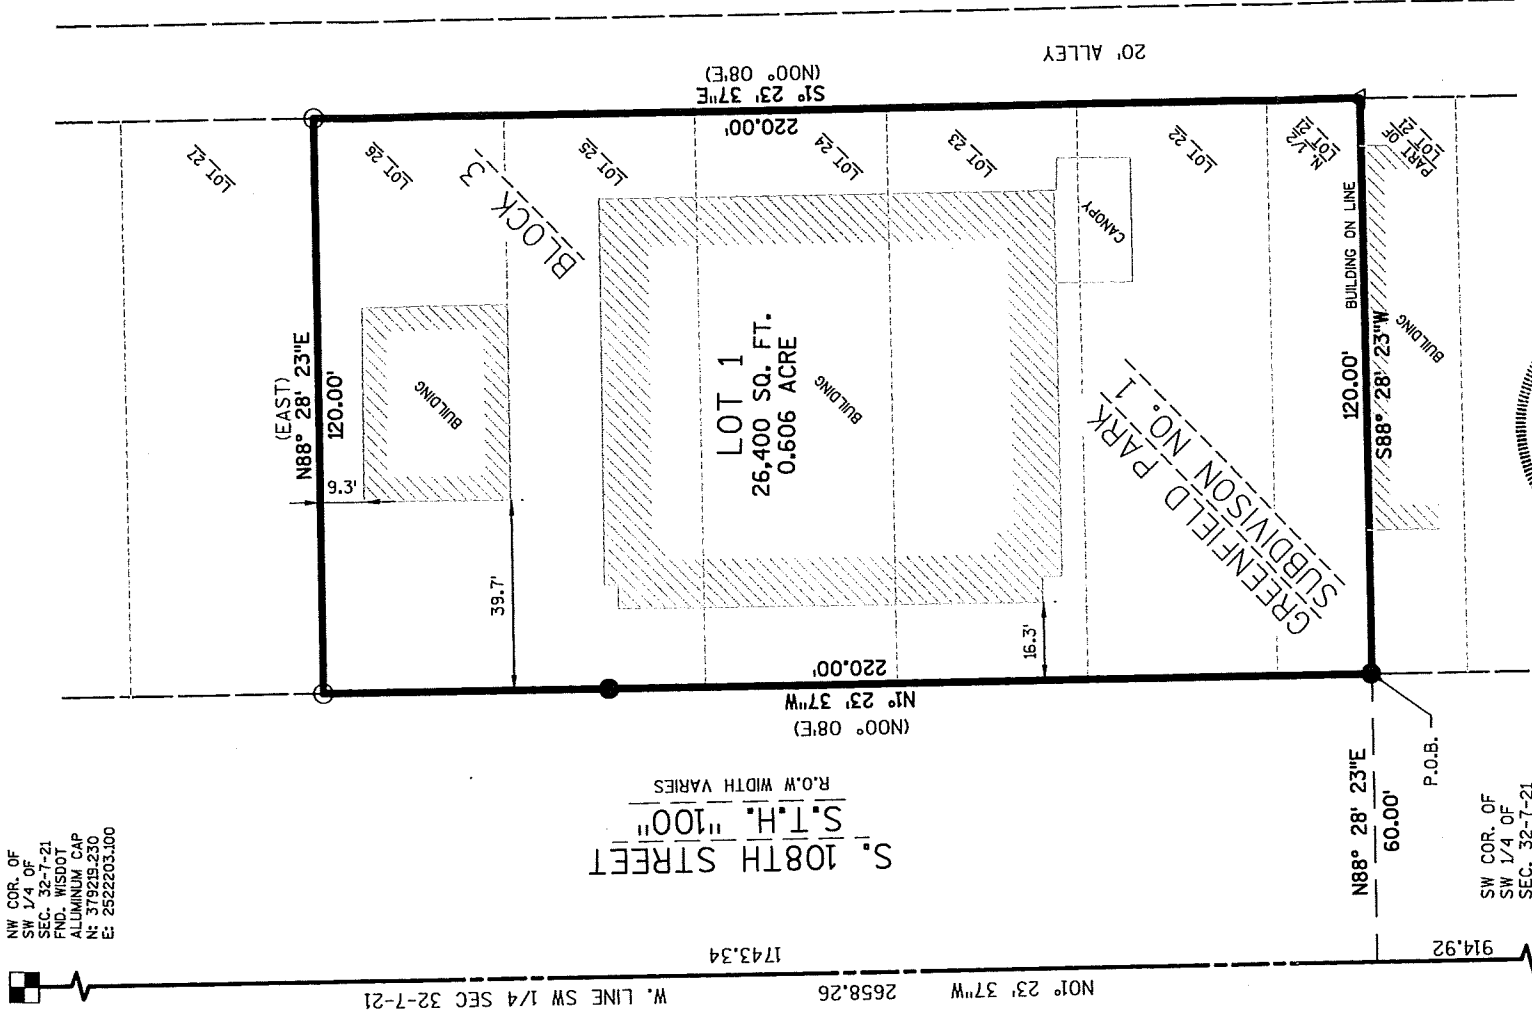 20' ALLEY
(N00° 08'E)
S1° 23' 37"E
220.00'
LOT 27
LOT 26
LOT 25
LOT 24
LOT 23
LOT 22
N. 1/2
LOT 21
PART OF
LOT 21
BLOCK 3
CANOPY
BUILDING ON LINE
(EAST)
N88° 28' 23"E
120.00'
BUILDING
LOT 1
26,400 SQ. FT.
0.606 ACRE
BUILDING
120.00'
S88° 28' 23"W
BUILDING
9.3'
39.7'
16.3'
GREENFIELD PARK
SUBDIVISON NO. 1
220.00'
N1° 23' 37"W
(N00° 08'E)
P.O.B.
R.O.W WIDTH VARIES
S.T.H. "100"
S. 108TH STREET
N88° 28' 23"E
60.00'
NW COR. OF
SW 1/4 OF
SEC. 32-7-21
FND. WISDOT
ALUMINUM CAP
N: 379219.230
E: 2522203.100
SW COR. OF
SW 1/4 OF
SEC. 32-7-21
1743.34
914.92
W. LINE SW 1/4 SEC 32-7-21
2658.26
N01° 23' 37"W